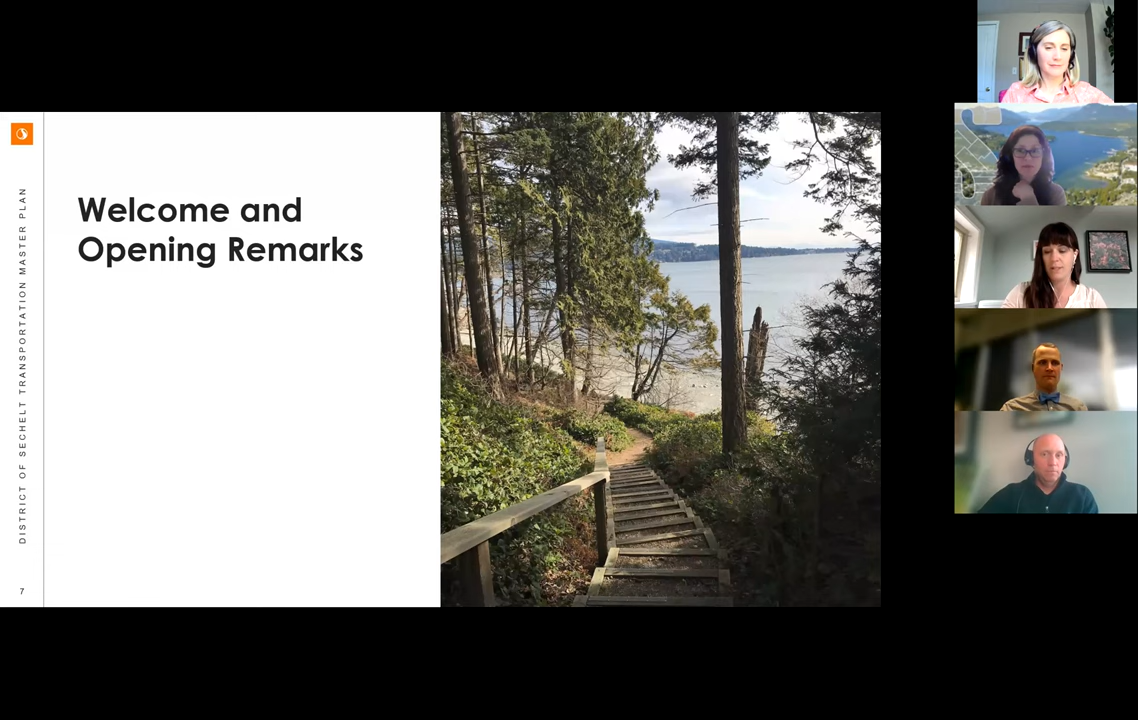 Welcome and
Opening Remarks
DISTRICT OF SECHELT TRANSPORTATION MASTER PLAN
7